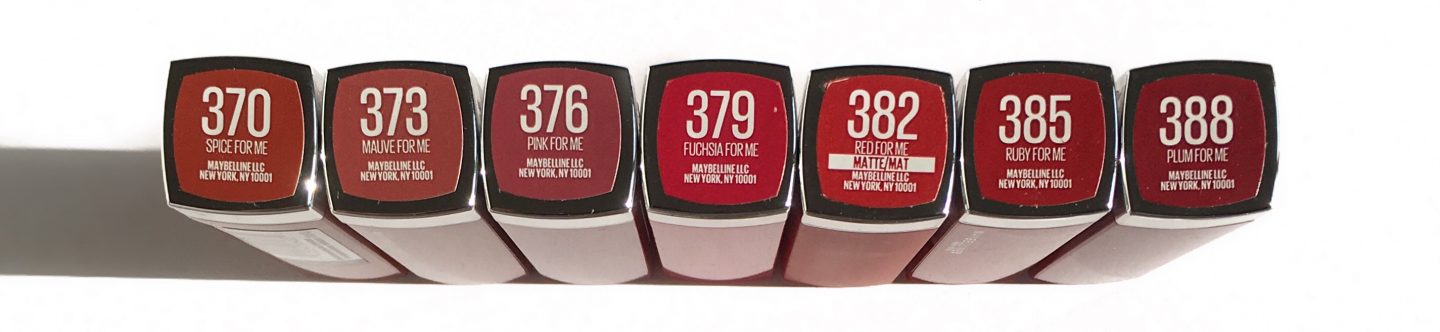 370
SPICE FOR ME
MAYBELLINE LLC
NEW YORK, NY 10001
373
MAUVE FOR ME
MAYBELLINE LLC
NEW YORK, NY 10001
376
PINK FOR ME
MAYBELLINE LLC
NEW YORK, NY 10001
379
FUCHSIA FOR ME
MAYBELLINE LLC
NEW YORK, NY 10001
382
RED FOR ME
MATTE/MAT
MAYBELLINE LLC
NEW YORK, NY 10001
385
RUBY FOR ME
MAYBELLINE LLC
NEW YORK, NY 10001
388
PLUM FOR ME
MAYBELLINE LLC
NEW YORK, NY 10001